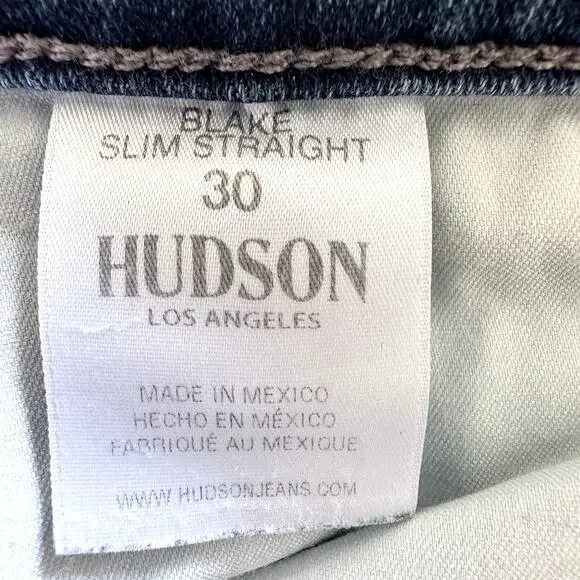 BLAKE
SLIM STRAIGHT
30
HUDSON
LOS ANGELES
MADE IN MEXICO
HECHO EN MÉXICO
FABRIQUÉ AU MEXIQUE
WWW.HUDSONJEANS.COM